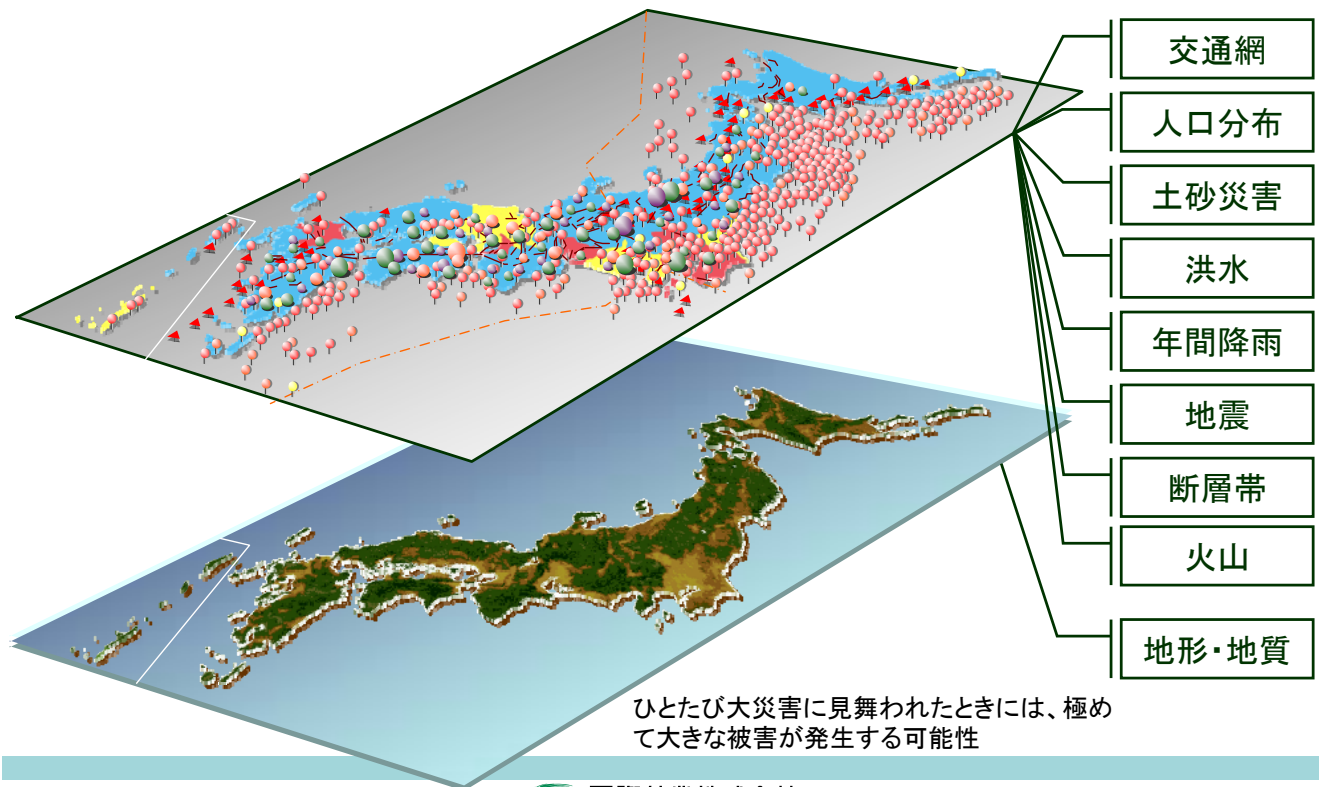 交通網
人口分布
土砂災害
洪水
年間降雨
地震
断層帯
火山
地形・地質
ひとたび大災害に見舞われたときには、極め
て大きな被害が発生する可能性